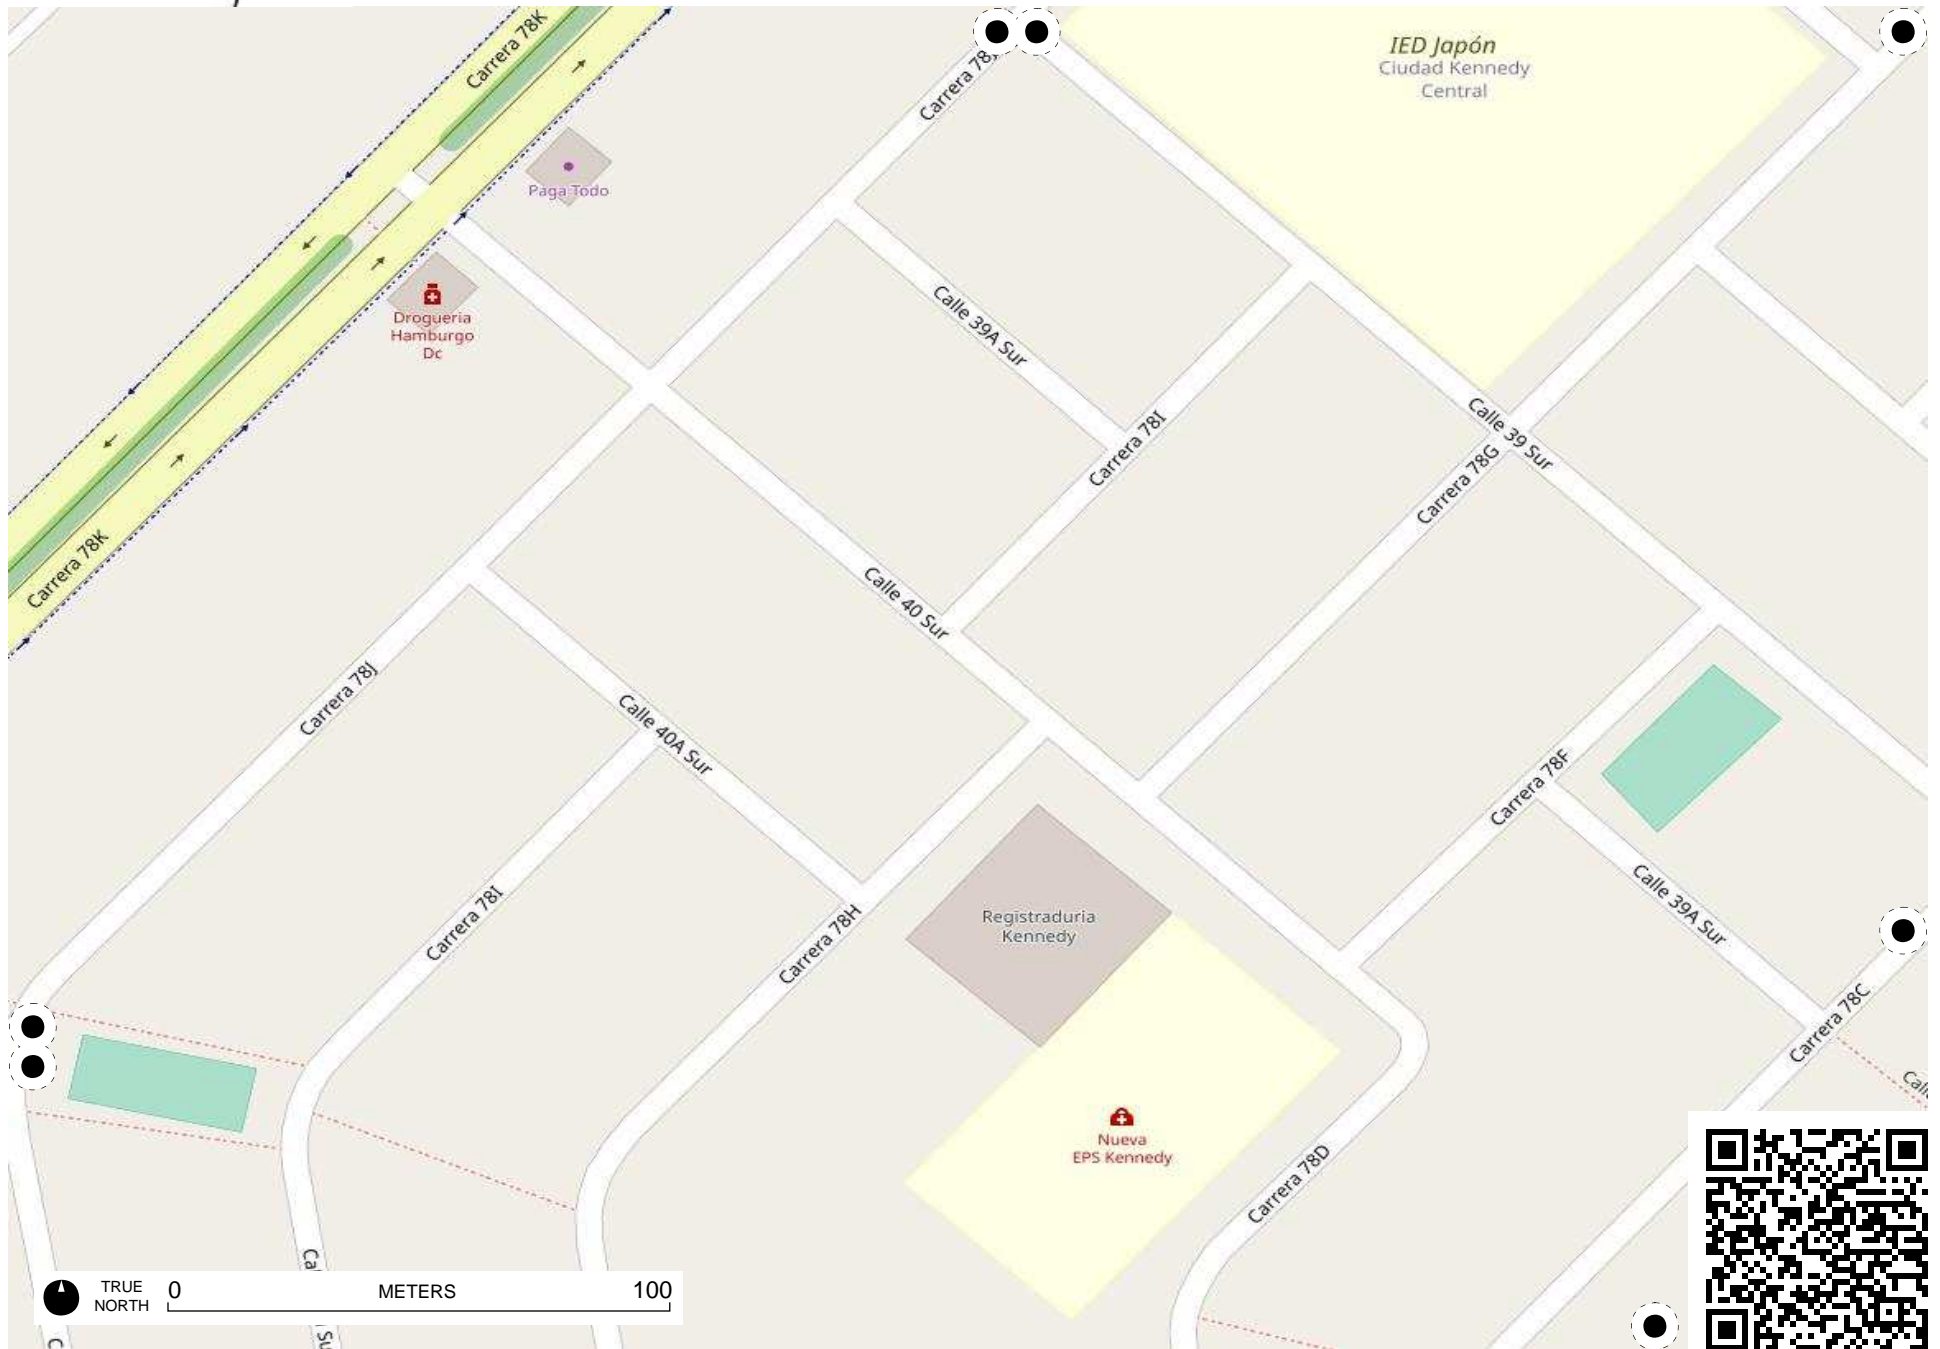 Carrera 78K
IED Japón
Ciudad Kennedy
Central
Carrera 78J
Paga Todo
Drogueria
Hamburgo
Dc
Calle 39A Sur
Carrera 78I
Calle 39 Sur
Carrera 78G
Carrera 78K
Calle 40 Sur
Carrera 78J
Calle 40A Sur
Carrera 78F
Carrera 78I
Carrera 78H
Registraduria
Kennedy
Calle 39A Sur
Carrera 78C
Nueva
EPS Kennedy
Carrera 78D
TRUE
NORTH
0 METERS 100